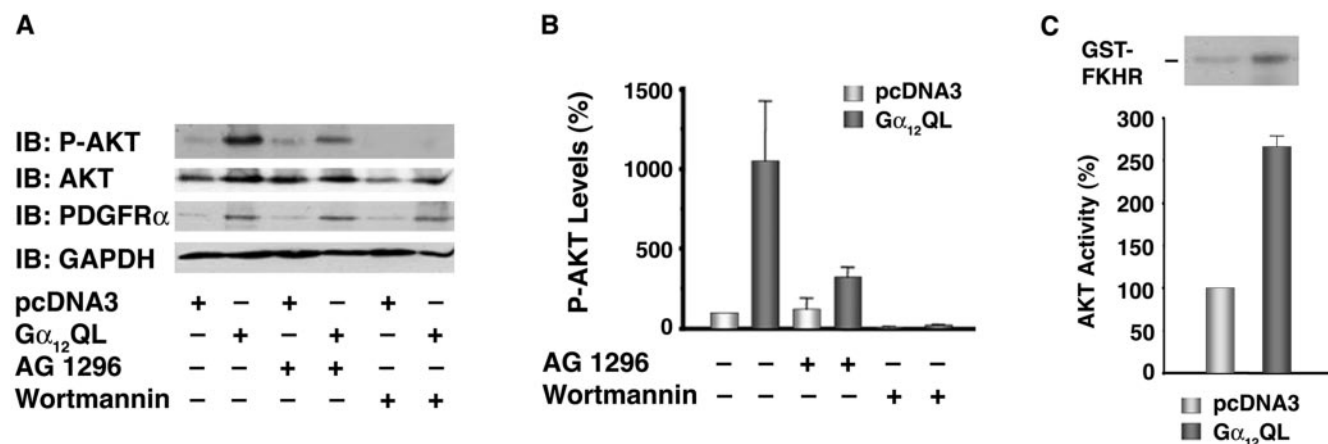 A
IB: P-AKT
IB: AKT
IB: PDGFRα
IB: GAPDH
pcDNA3 + − + − + −
Gα₁₂QL − + − + − +
AG 1296 − − + + − −
Wortmannin − − − − + +
B
P-AKT Levels (%)
1500
1000
500
0
pcDNA3
Gα₁₂QL
AG 1296 − − + + − −
Wortmannin − − − − + +
C
GST-
FKHR
AKT Activity (%)
300
250
200
150
100
50
0
pcDNA3
Gα₁₂QL